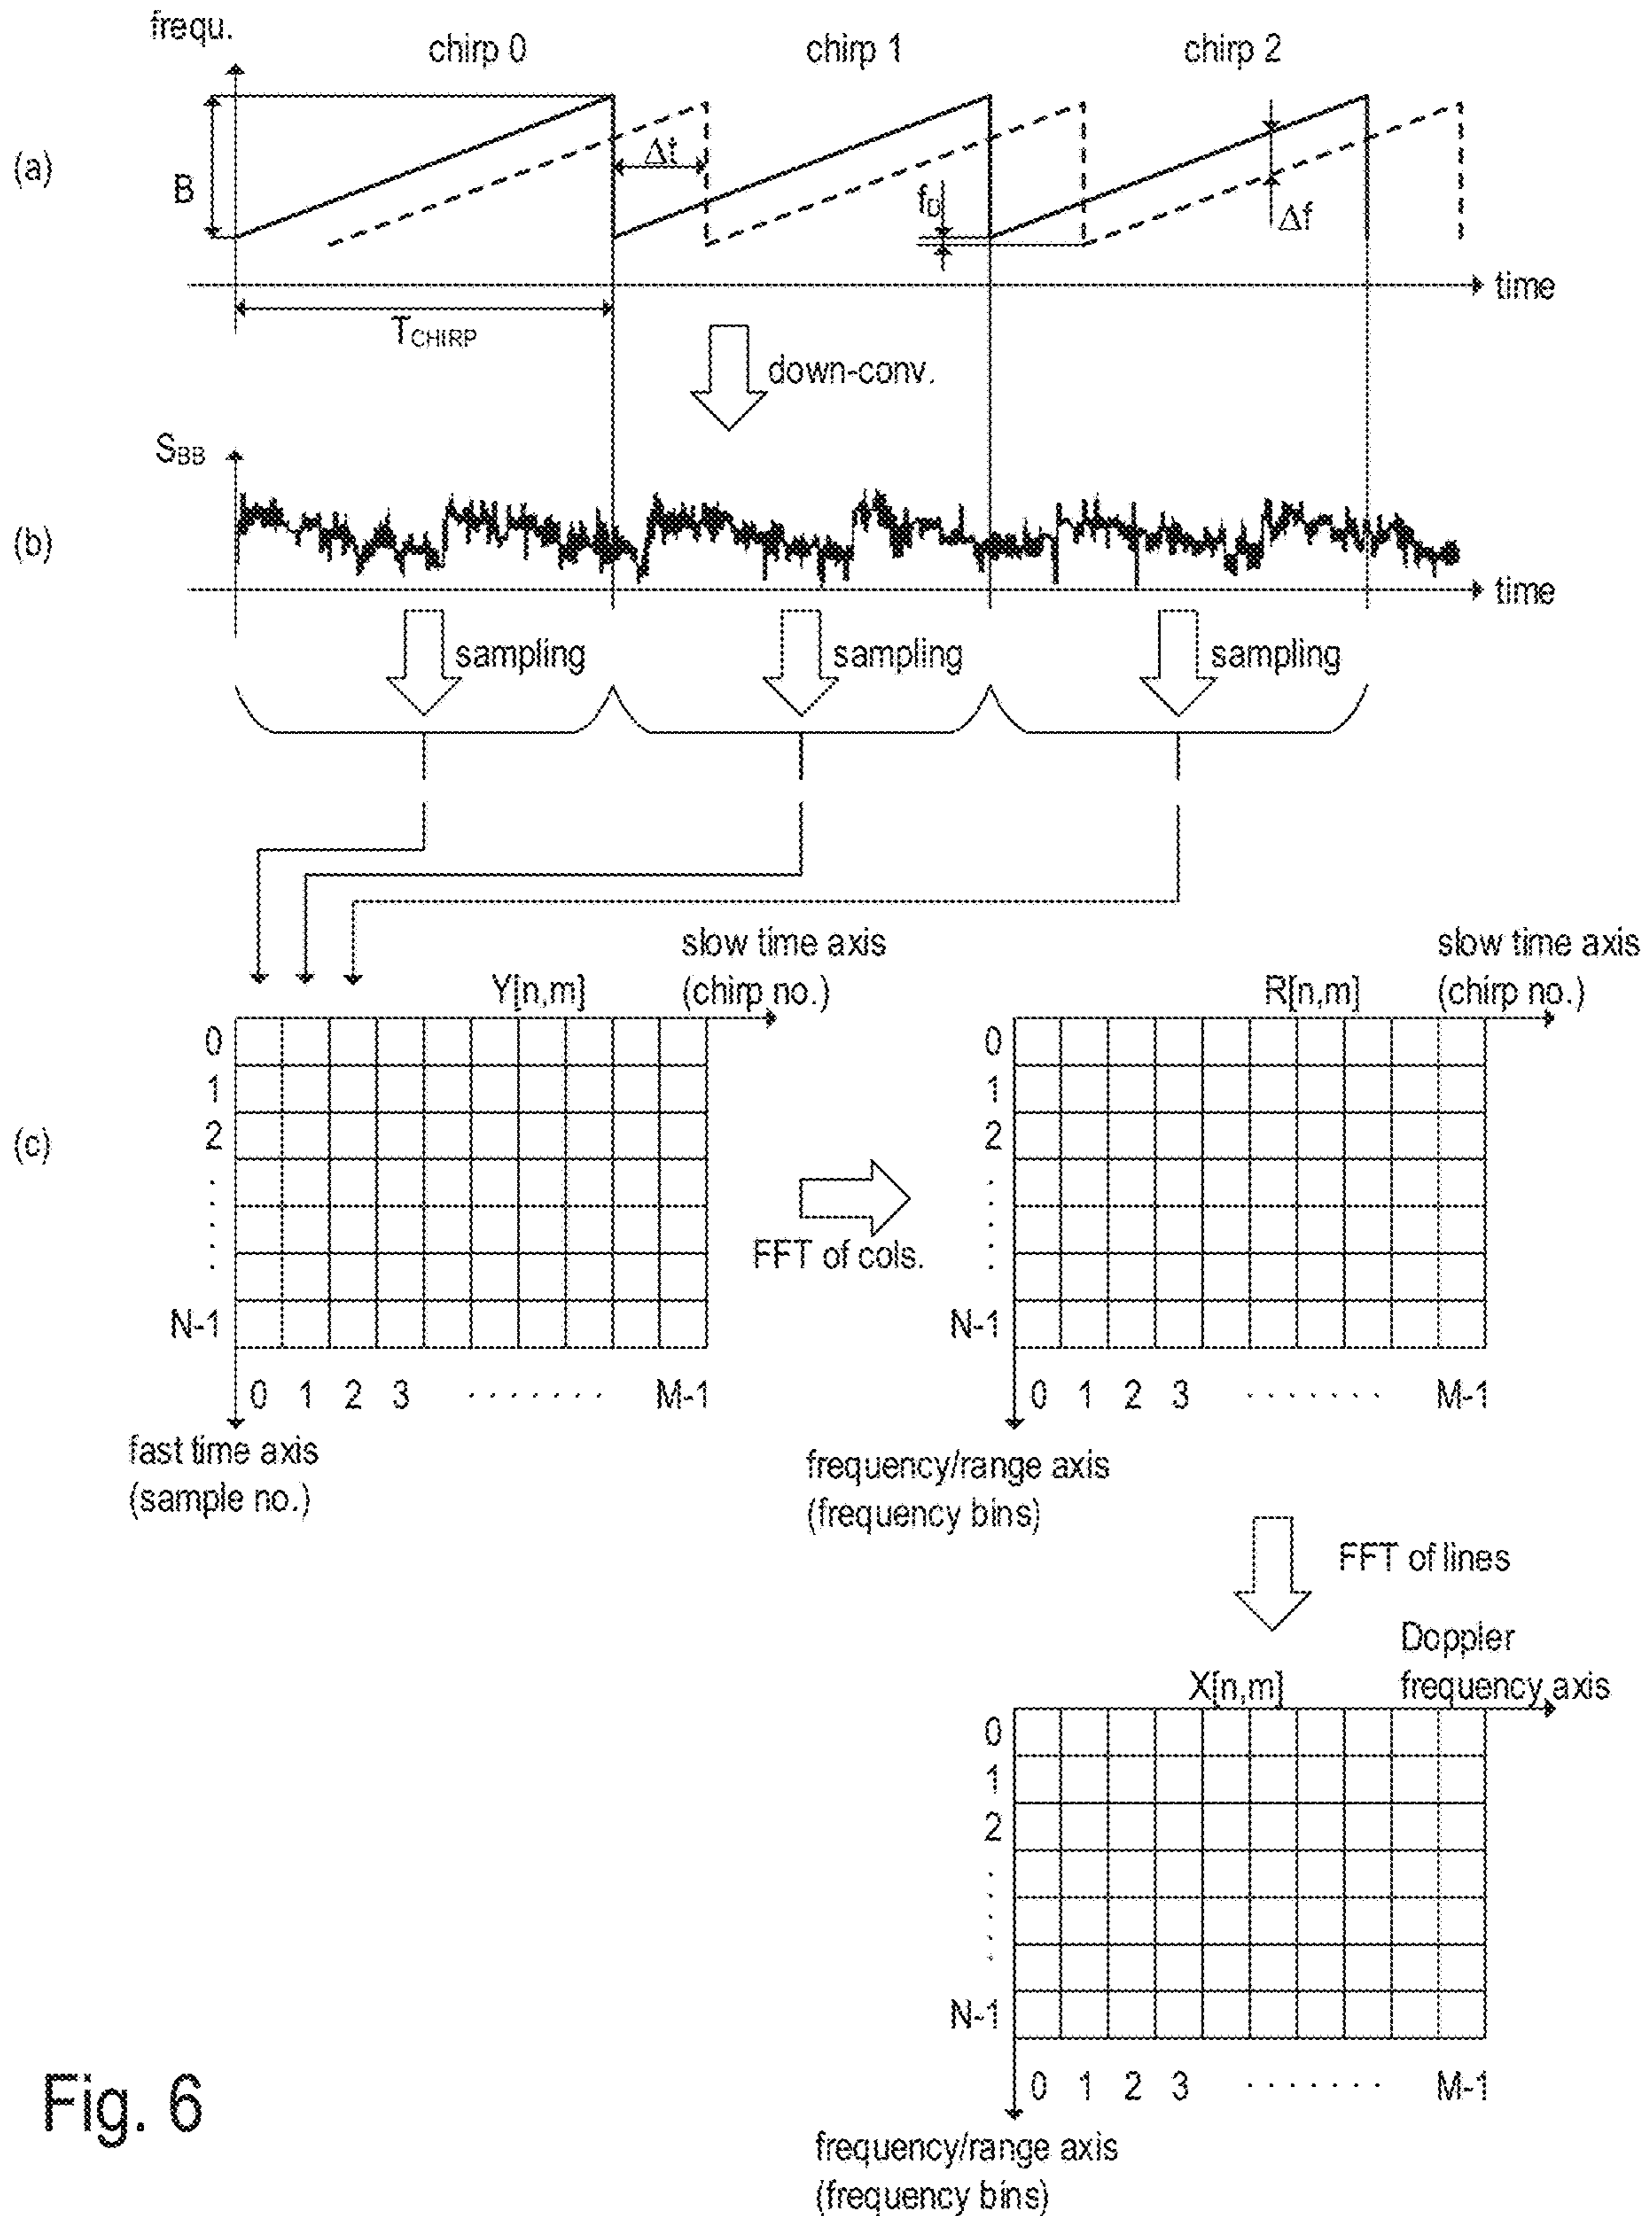 frequ.
chirp 0 chirp 1 chirp 2
(a)
B
Δt
f_D
Δf
time
T_CHIRP
down-conv.
S_BB
(b)
time
sampling sampling sampling
slow time axis
(chirp no.)
Y[n,m]
slow time axis
(chirp no.)
R[n,m]
(c)
0
1
2
.....
N-1
0 1 2 3 ....... M-1
fast time axis
(sample no.)
FFT of cols.
0
1
2
.....
N-1
0 1 2 3 ....... M-1
frequency/range axis
(frequency bins)
FFT of lines
Doppler
frequency axis
X[n,m]
0
1
2
.....
N-1
0 1 2 3 ....... M-1
frequency/range axis
(frequency bins)
Fig. 6